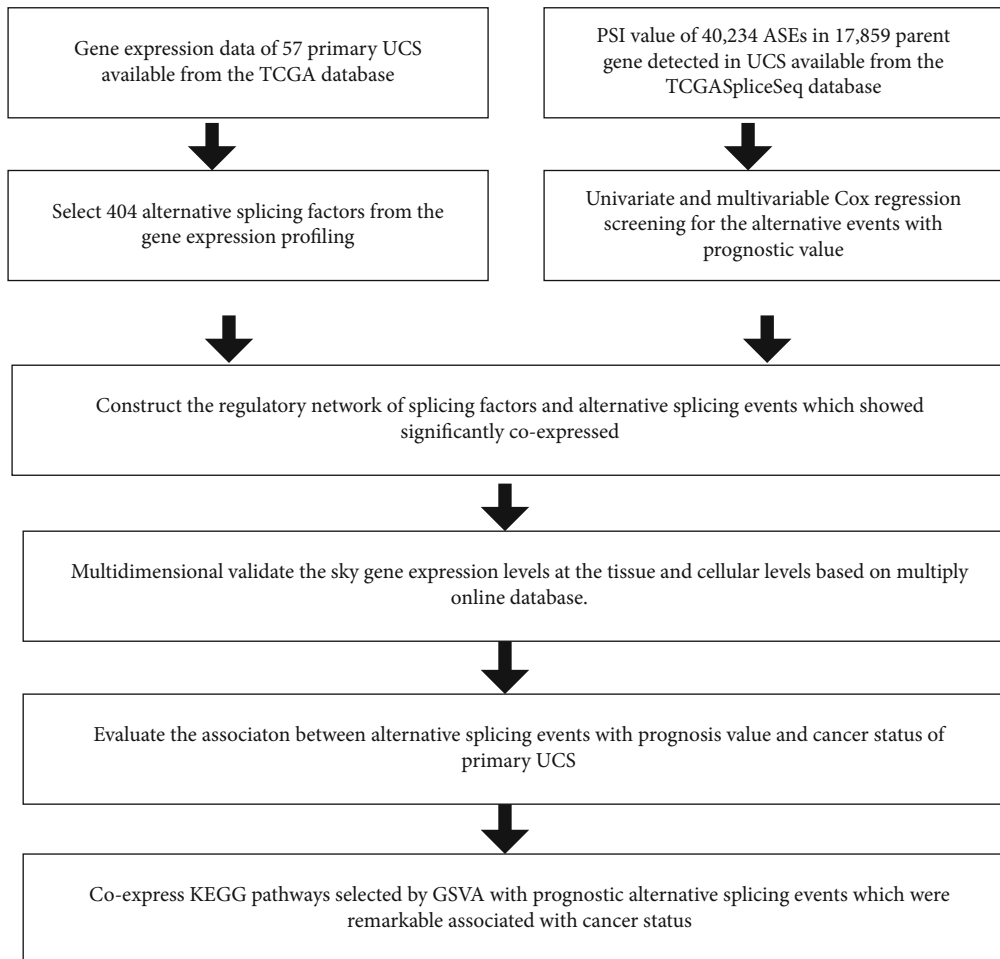 Gene expression data of 57 primary UCS
available from the TCGA database
PSI value of 40,234 ASEs in 17,859 parent
gene detected in UCS available from the
TCGASpliceSeq database
Select 404 alternative splicing factors from the
gene expression profiling
Univariate and multivariable Cox regression
screening for the alternative events with
prognostic value
Construct the regulatory network of splicing factors and alternative splicing events which showed
significantly co-expressed
Multidimensional validate the sky gene expression levels at the tissue and cellular levels based on multiply
online database.
Evaluate the associaton between alternative splicing events with prognosis value and cancer status of
primary UCS
Co-express KEGG pathways selected by GSVA with prognostic alternative splicing events which were
remarkable associated with cancer status